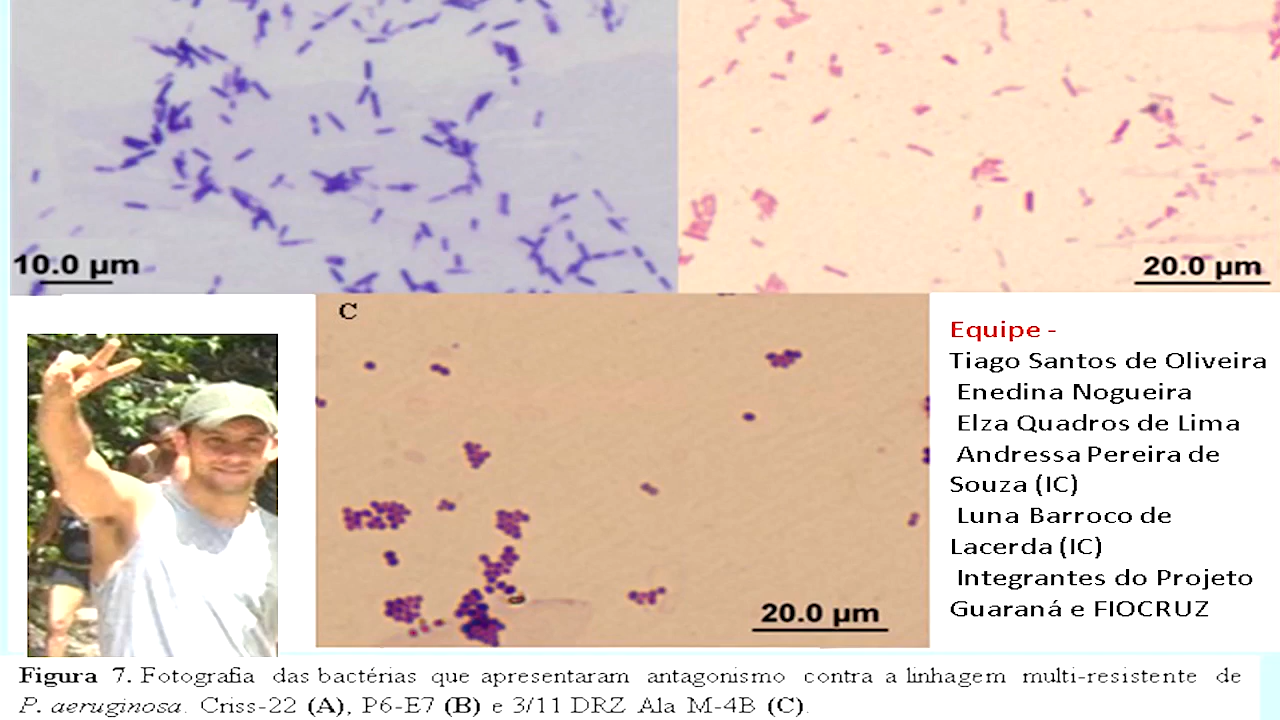 10.0 µm
20.0 µm
C
20.0 µm
Equipe -
Tiago Santos de Oliveira
Enedina Nogueira
Elza Quadros de Lima
Andressa Pereira de
Souza (IC)
Luna Barroco de
Lacerda (IC)
Integrantes do Projeto
Guaraná e FIOCRUZ
Figura 7. Fotografia das bactérias que apresentaram antagonismo contra a linhagem multi-resistente de
P. aeruginosa. Criss-22 (A), P6-E7 (B) e 3/11 DRZ Ala M-4B (C).